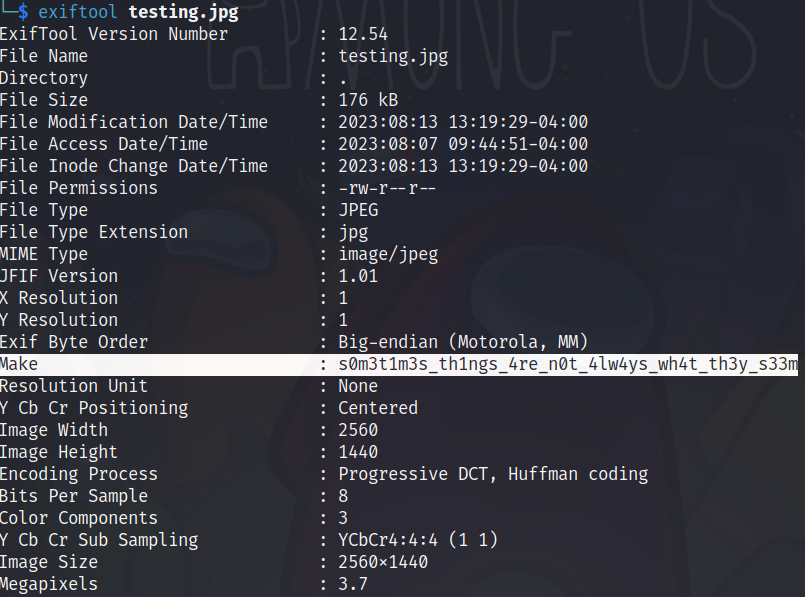 └─$ exiftool testing.jpg
ExifTool Version Number : 12.54
File Name : testing.jpg
Directory : .
File Size : 176 kB
File Modification Date/Time : 2023:08:13 13:19:29-04:00
File Access Date/Time : 2023:08:07 09:44:51-04:00
File Inode Change Date/Time : 2023:08:13 13:19:29-04:00
File Permissions : -rw-r--r--
File Type : JPEG
File Type Extension : jpg
MIME Type : image/jpeg
JFIF Version : 1.01
X Resolution : 1
Y Resolution : 1
Exif Byte Order : Big-endian (Motorola, MM)
Make : s0m3t1m3s_th1ngs_4re_n0t_4lw4ys_wh4t_th3y_s33m
Resolution Unit : None
Y Cb Cr Positioning : Centered
Image Width : 2560
Image Height : 1440
Encoding Process : Progressive DCT, Huffman coding
Bits Per Sample : 8
Color Components : 3
Y Cb Cr Sub Sampling : YCbCr4:4:4 (1 1)
Image Size : 2560×1440
Megapixels : 3.7
AMONG US